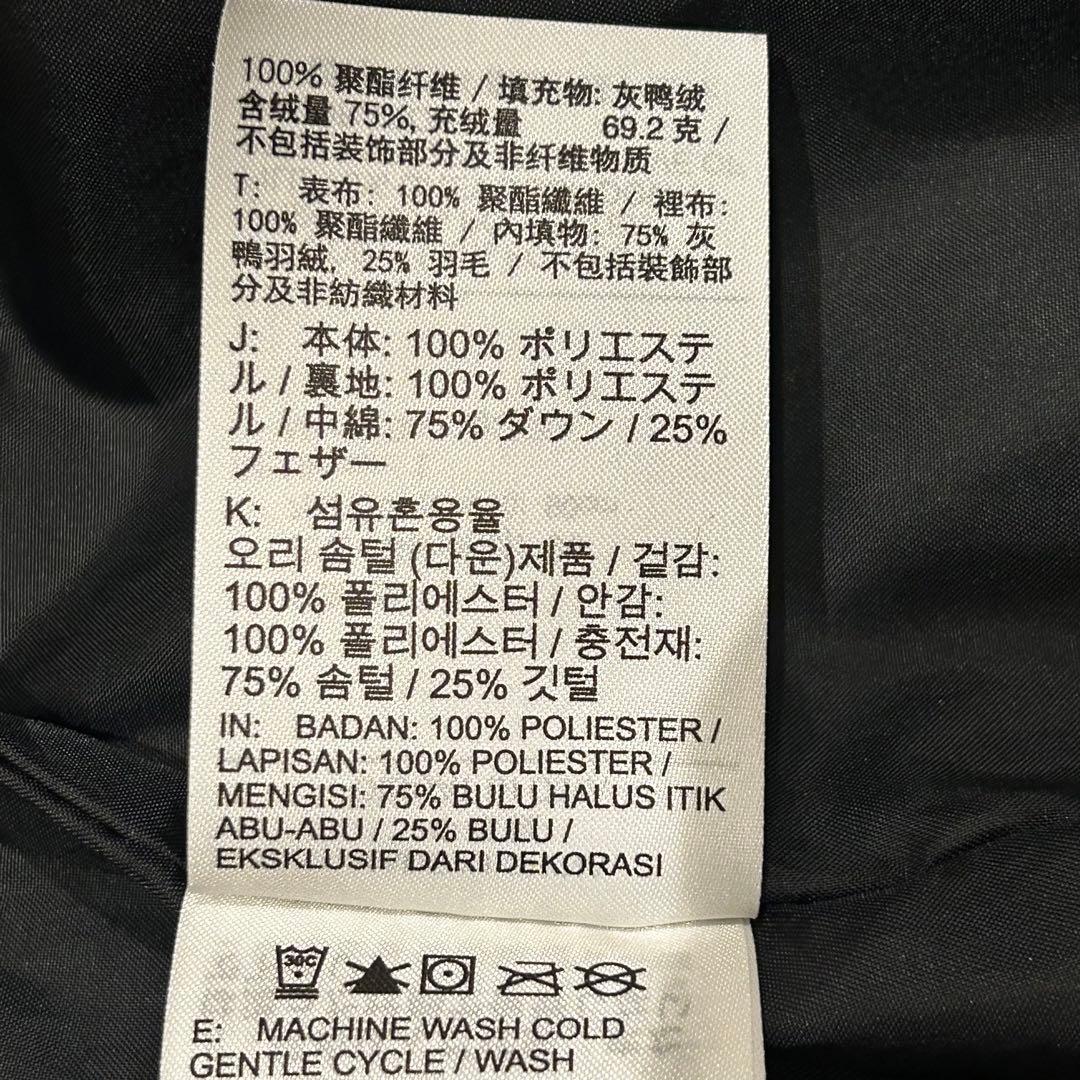 100% 聚酯纤维 / 填充物: 灰鸭绒
含绒量 75%, 充绒量 69.2 克 /
不包括装饰部分及非纤维物质
T: 表布: 100% 聚酯纖維 / 裡布:
100% 聚酯纖維 / 內填物: 75% 灰
鴨羽絨, 25% 羽毛 / 不包括裝飾部
分及非紡織材料
J: 本体: 100% ポリエステ
ル / 裏地: 100% ポリエステ
ル / 中綿: 75% ダウン / 25%
フェザー
K: 섬유혼용율
오리 솜털 (다운)제품 / 겉감:
100% 폴리에스터 / 안감:
100% 폴리에스터 / 충전재:
75% 솜털 / 25% 깃털
IN: BADAN: 100% POLIESTER /
LAPISAN: 100% POLIESTER /
MENGISI: 75% BULU HALUS ITIK
ABU-ABU / 25% BULU /
EKSKLUSIF DARI DEKORASI
30C
E: MACHINE WASH COLD
GENTLE CYCLE / WASH